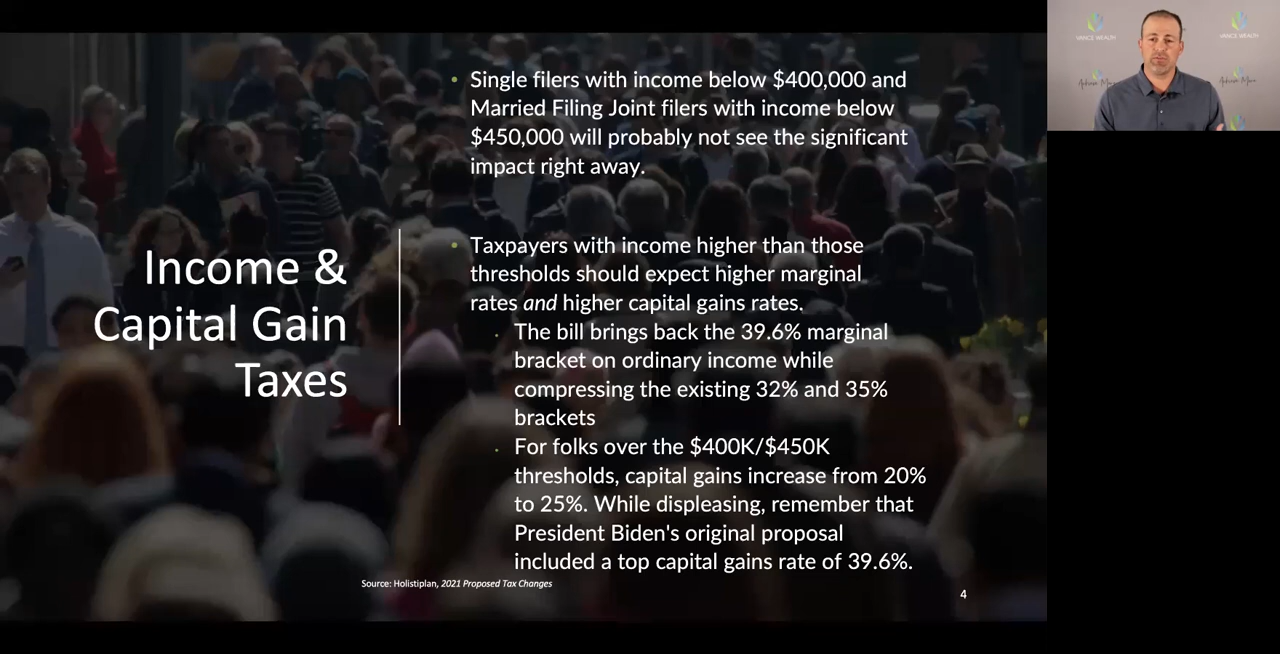 Income &
Capital Gain
Taxes
• Single filers with income below $400,000 and
Married Filing Joint filers with income below
$450,000 will probably not see the significant
impact right away.
• Taxpayers with income higher than those
thresholds should expect higher marginal
rates and higher capital gains rates.
• The bill brings back the 39.6% marginal
bracket on ordinary income while
compressing the existing 32% and 35%
brackets
• For folks over the $400K/$450K
thresholds, capital gains increase from 20%
to 25%. While displeasing, remember that
President Biden's original proposal
included a top capital gains rate of 39.6%.
Source: Holistiplan, 2021 Proposed Tax Changes
4
VANCE WEALTH
VANCE WEALTH